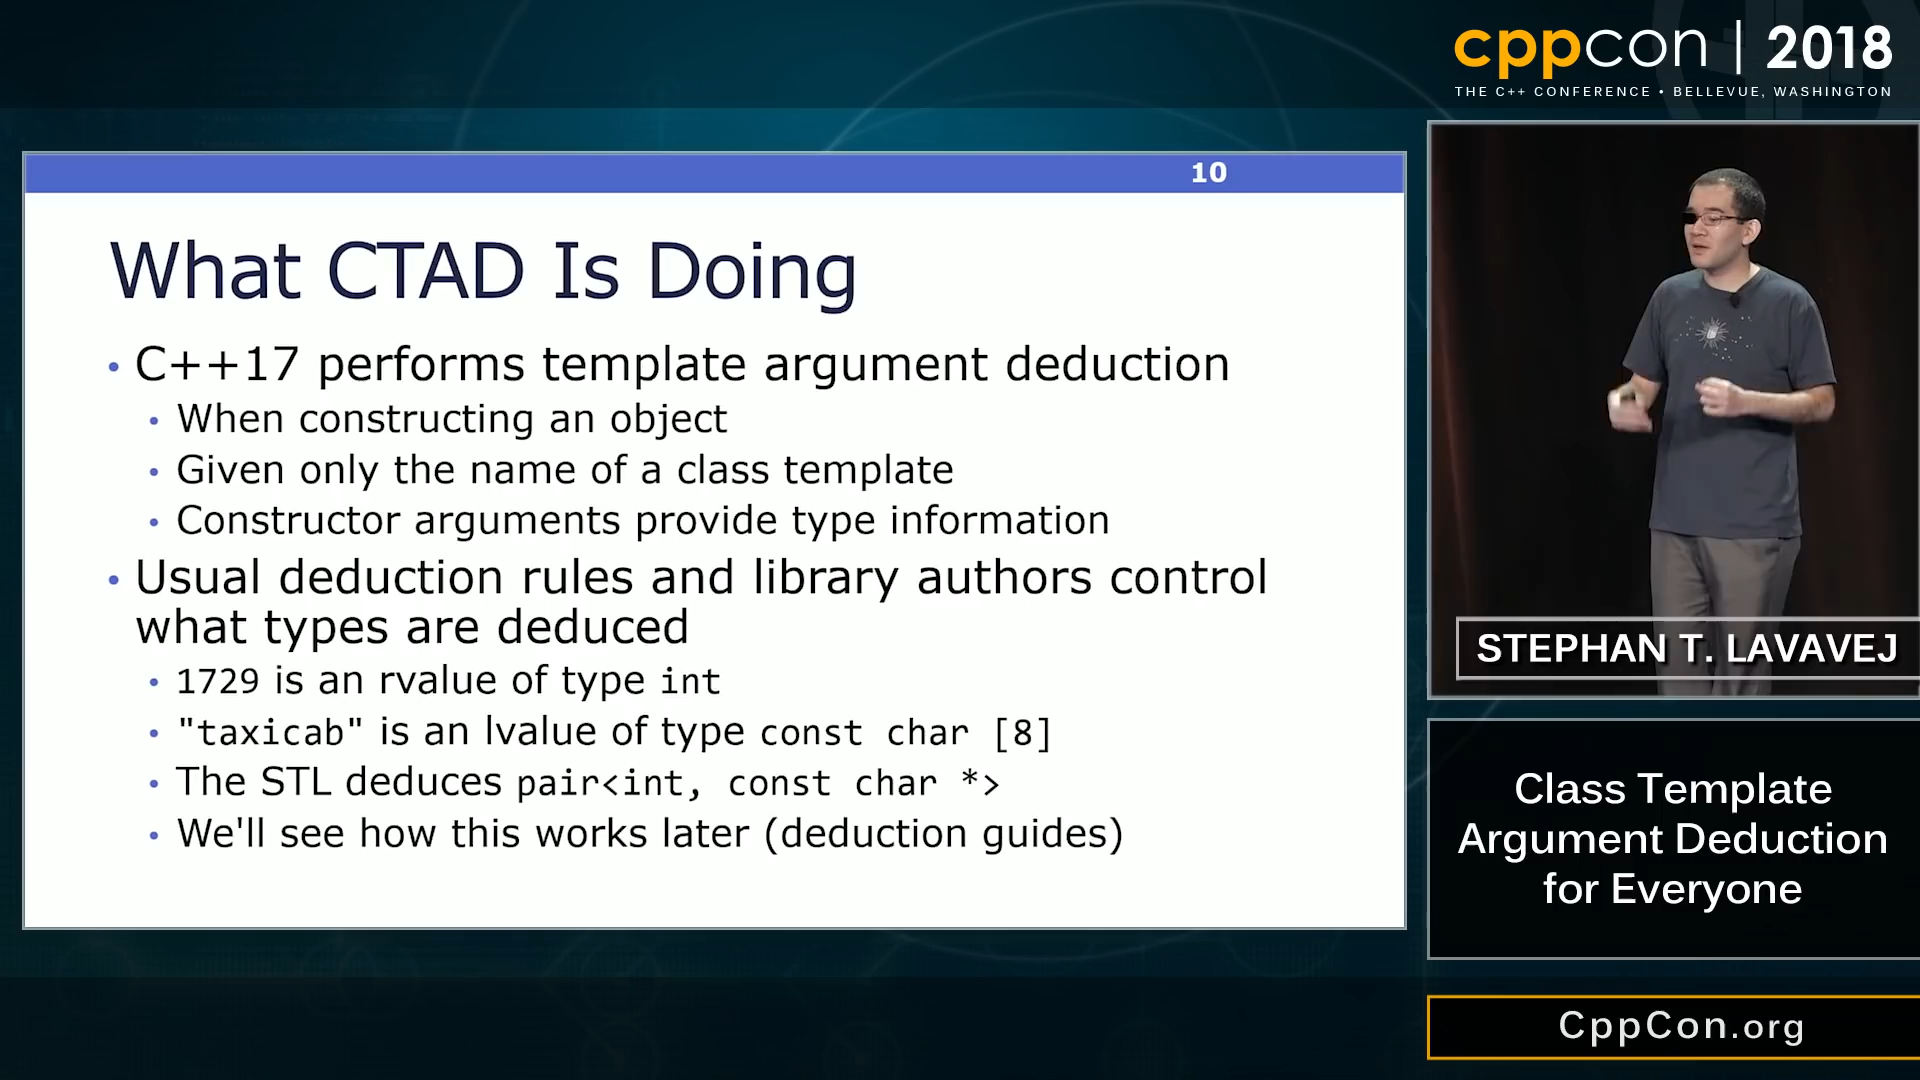 cppcon | 2018
THE C++ CONFERENCE • BELLEVUE, WASHINGTON
10
What CTAD Is Doing
• C++17 performs template argument deduction
• When constructing an object
• Given only the name of a class template
• Constructor arguments provide type information
• Usual deduction rules and library authors control
what types are deduced
• 1729 is an rvalue of type int
• "taxicab" is an lvalue of type const char [8]
• The STL deduces pair<int, const char *>
• We'll see how this works later (deduction guides)
STEPHAN T. LAVAVEJ
Class Template
Argument Deduction
for Everyone
CppCon.org